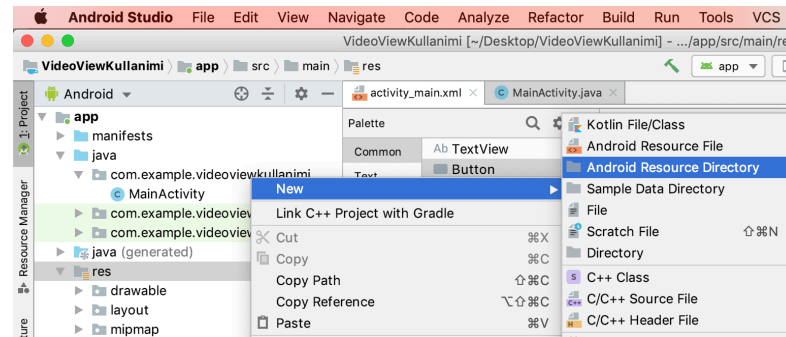 Android Studio File Edit View Navigate Code Analyze Refactor Build Run Tools VCS
VideoViewKullanimi [~/Desktop/VideoViewKullanimi] - .../app/src/main/re
VideoViewKullanimi app src main res app
1: Project
Resource Manager
Android
app
manifests
java
com.example.videoviewkullanimi
MainActivity
com.example.videoview
com.example.videoview
java (generated)
res
drawable
layout
mipmap
activity_main.xml MainActivity.java
Palette
Common
Text
Ab TextView
Button
New
Link C++ Project with Gradle
Cut ⌘X
Copy ⌘C
Copy Path ⇧⌘C
Copy Reference ⌥⇧⌘C
Paste ⌘V
Kotlin File/Class
Android Resource File
Android Resource Directory
Sample Data Directory
File
Scratch File ⇧⌘N
Directory
C++ Class
C/C++ Source File
C/C++ Header File